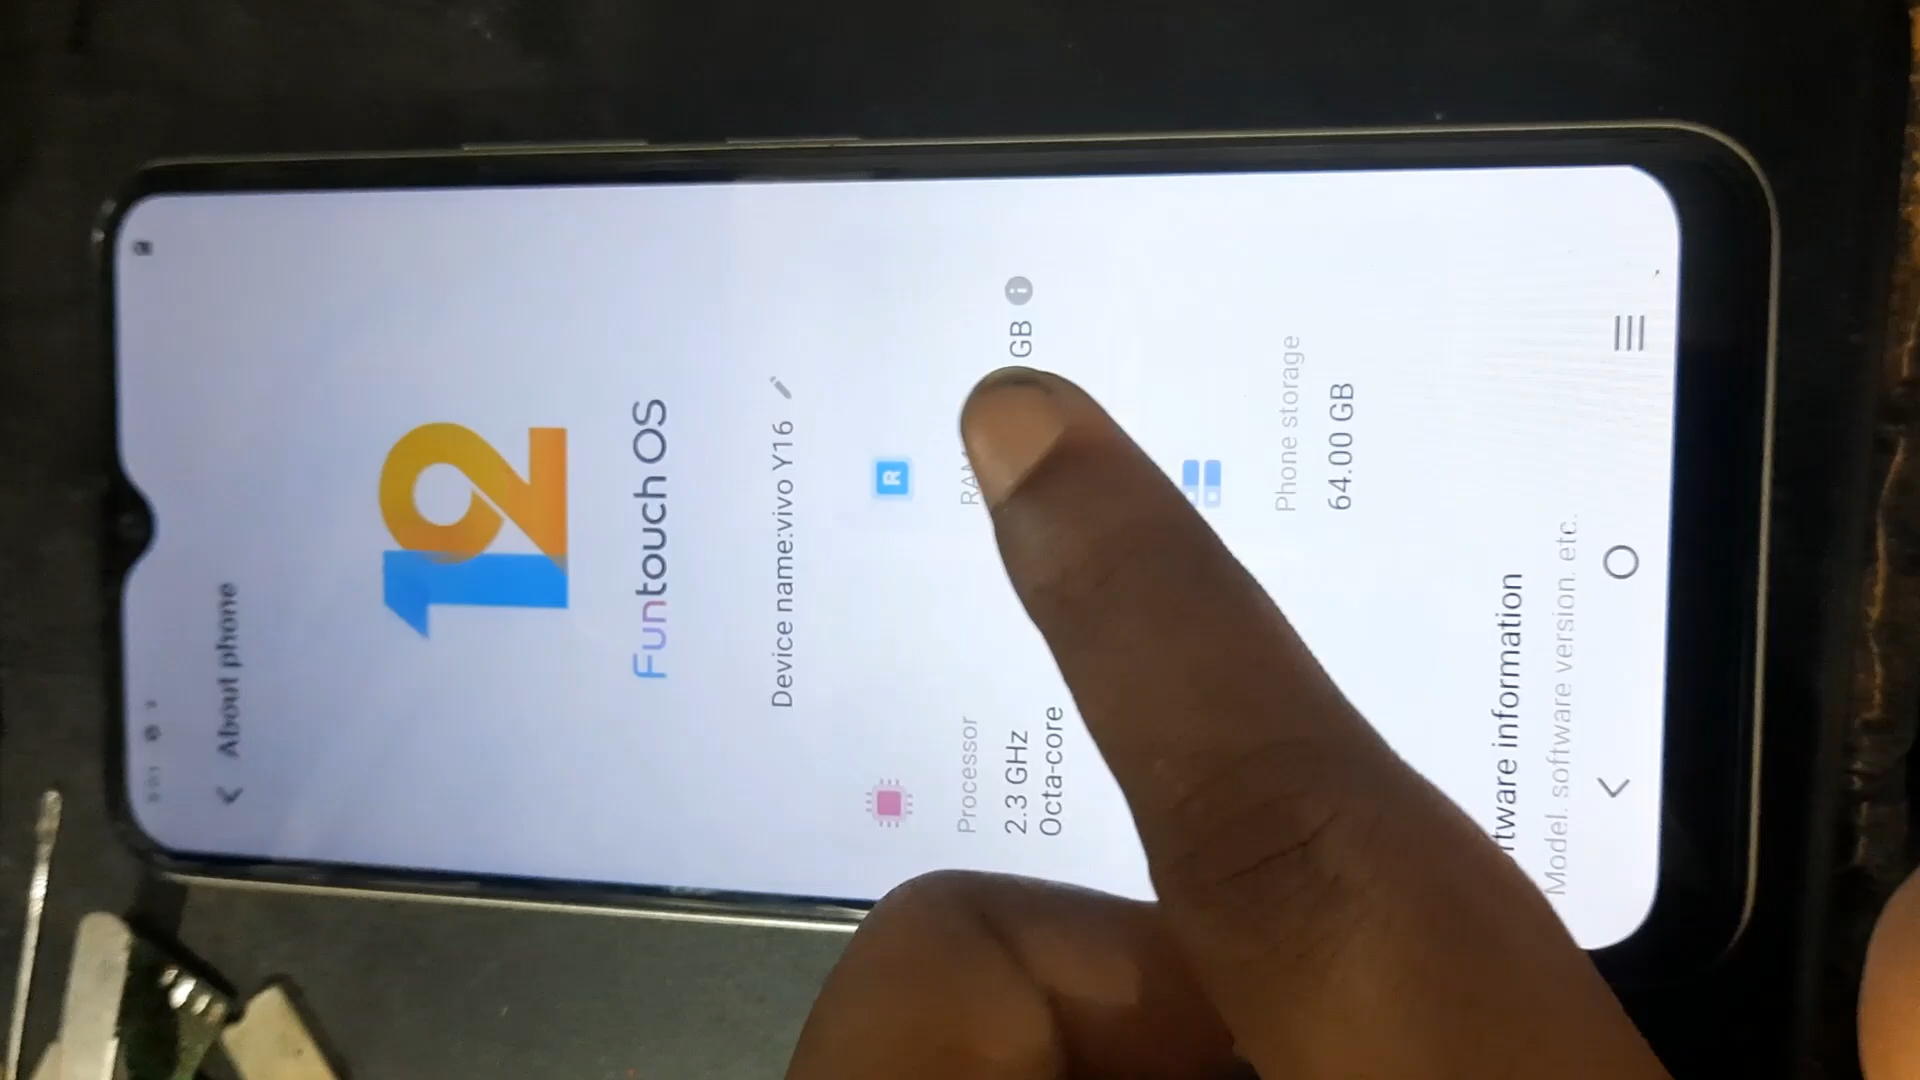 About phone
12
Funtouch OS
Device name:vivo Y16
R
Processor
2.3 GHz
Octa-core
GB
Phone storage
64.00 GB
tware information
Model, software version, etc.